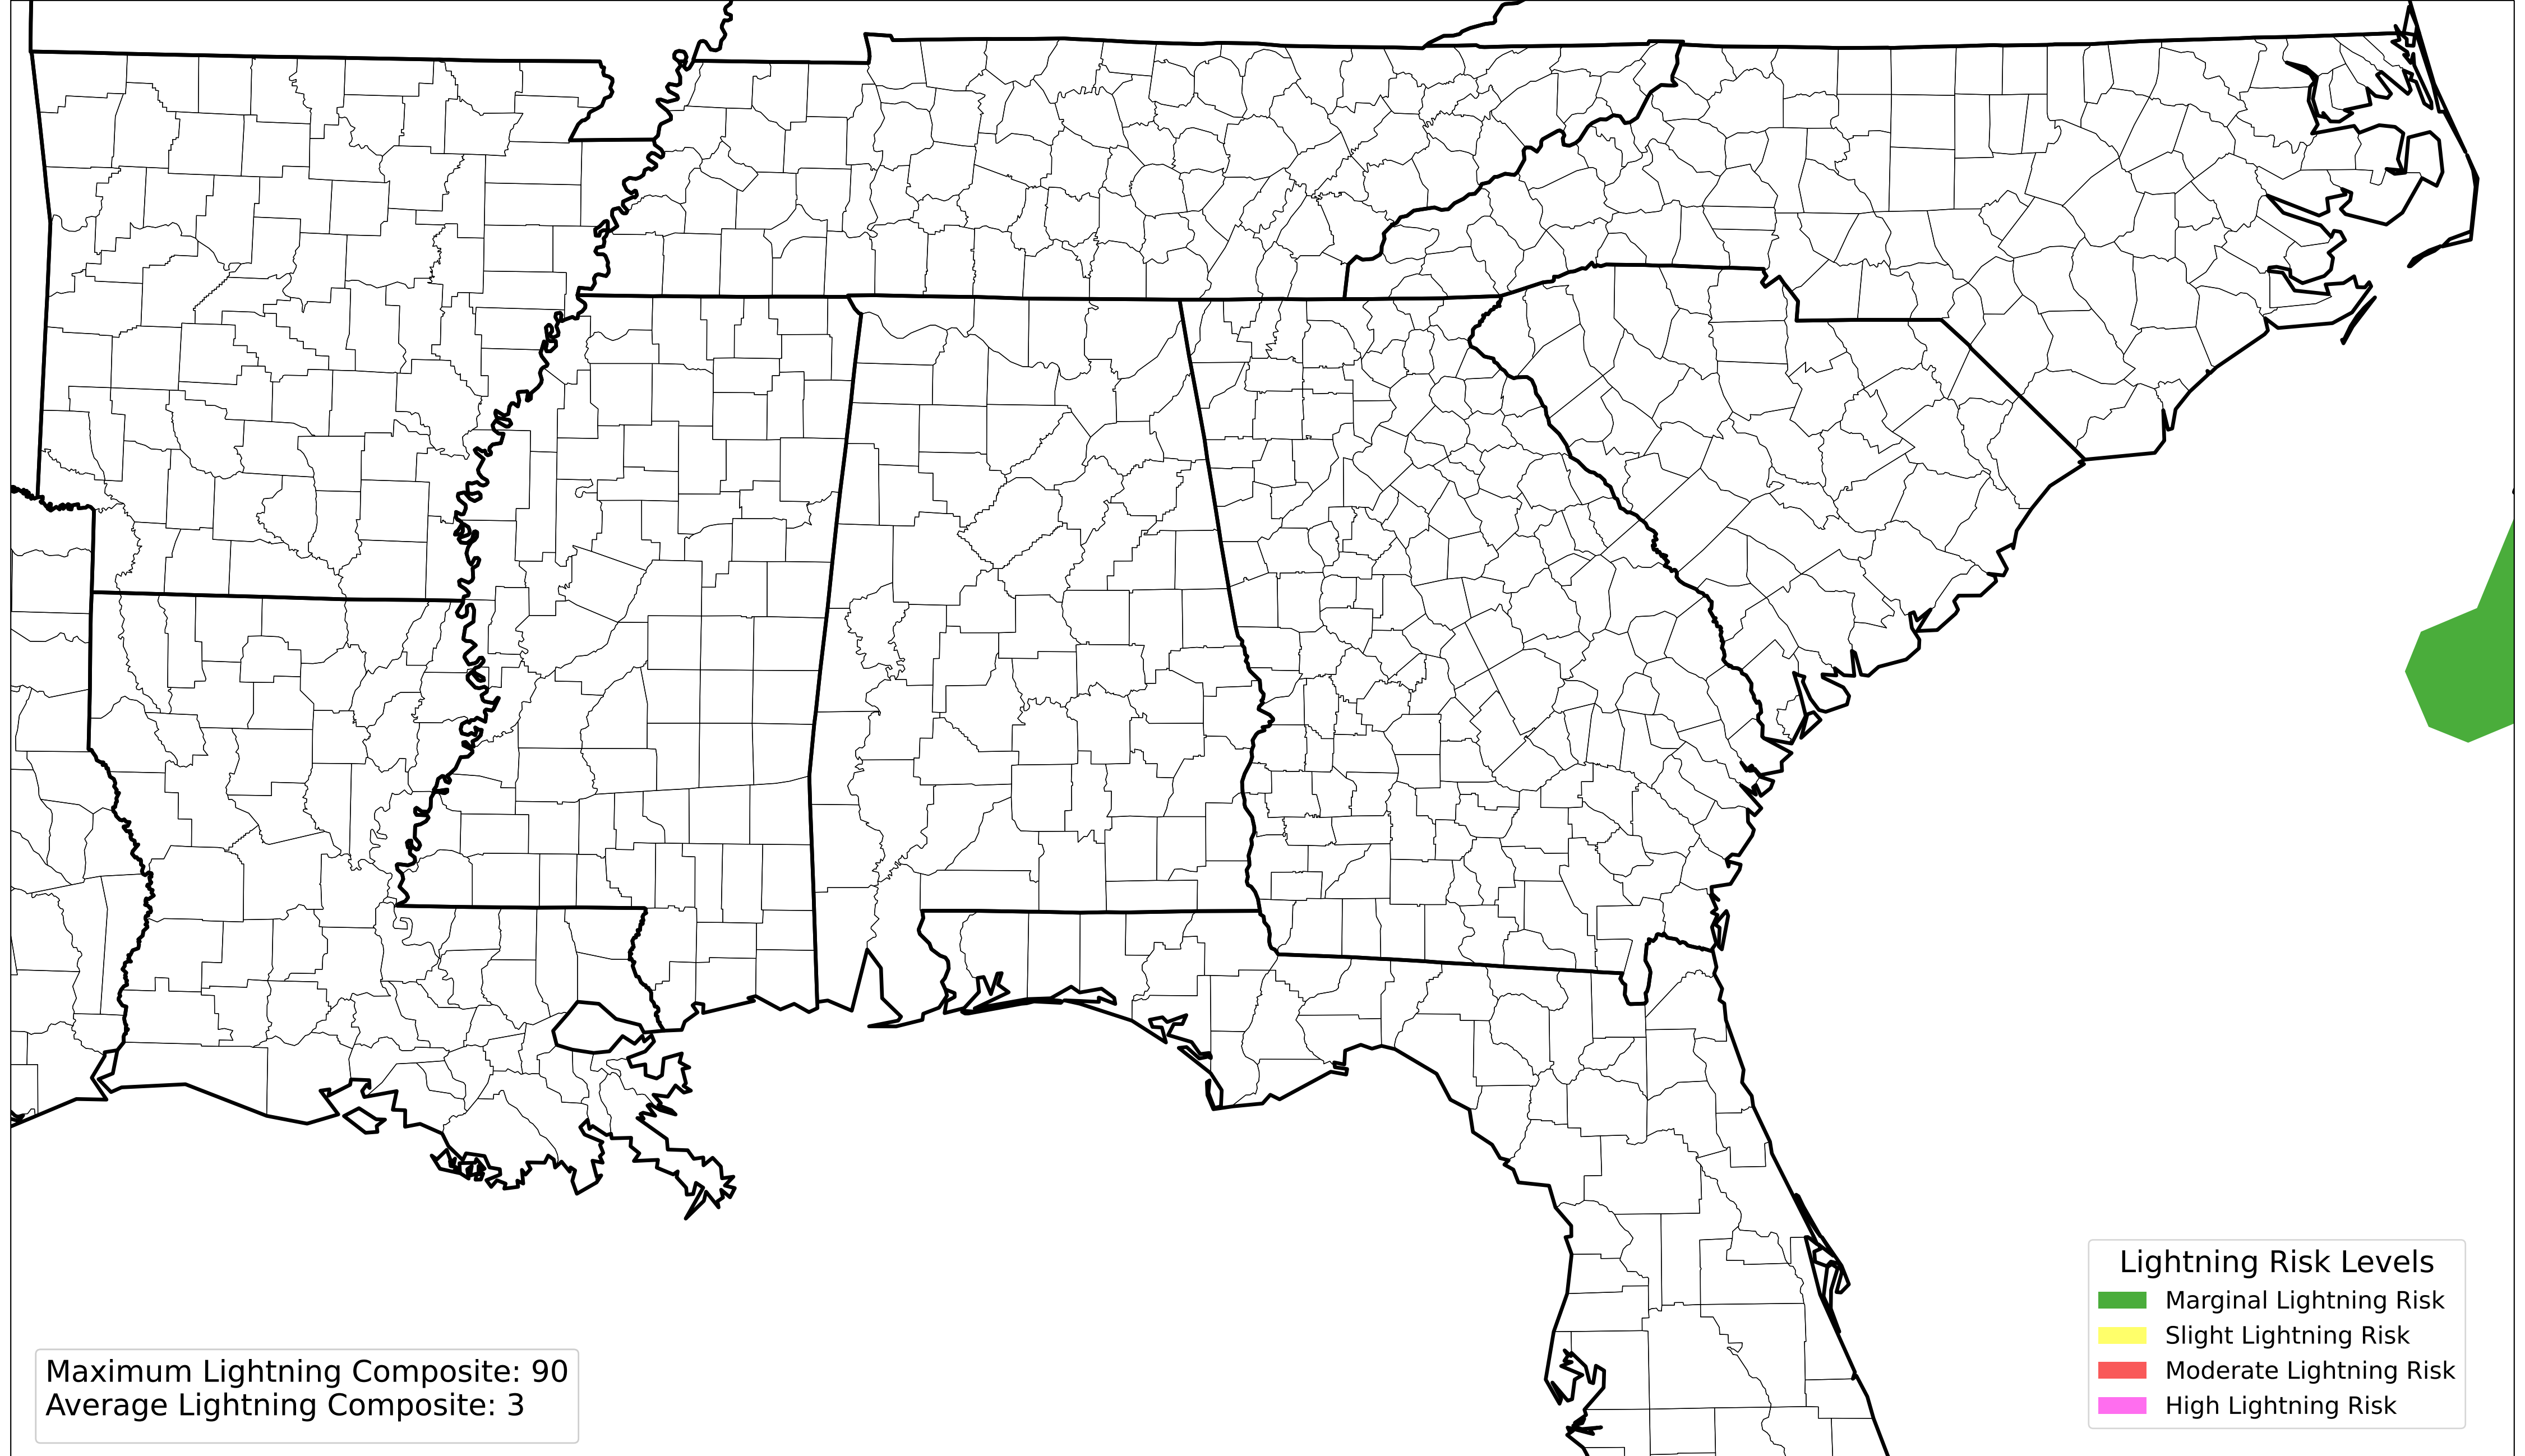 Maximum Lightning Composite: 90
Average Lightning Composite: 3
Lightning Risk Levels
Marginal Lightning Risk
Slight Lightning Risk
Moderate Lightning Risk
High Lightning Risk